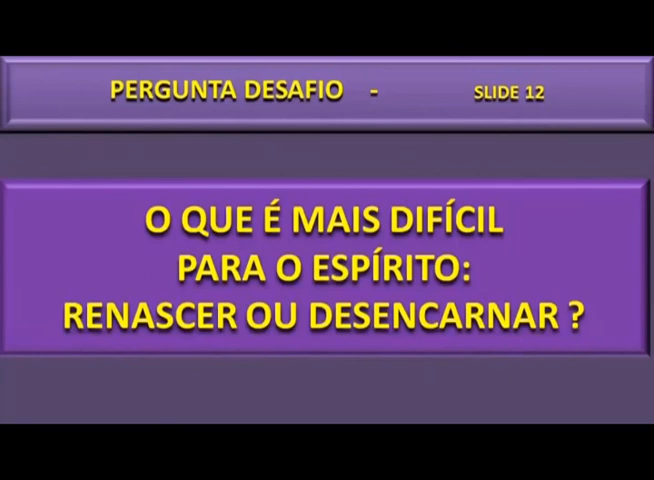 PERGUNTA DESAFIO - SLIDE 12
O QUE É MAIS DIFÍCIL
PARA O ESPÍRITO:
RENASCER OU DESENCARNAR ?